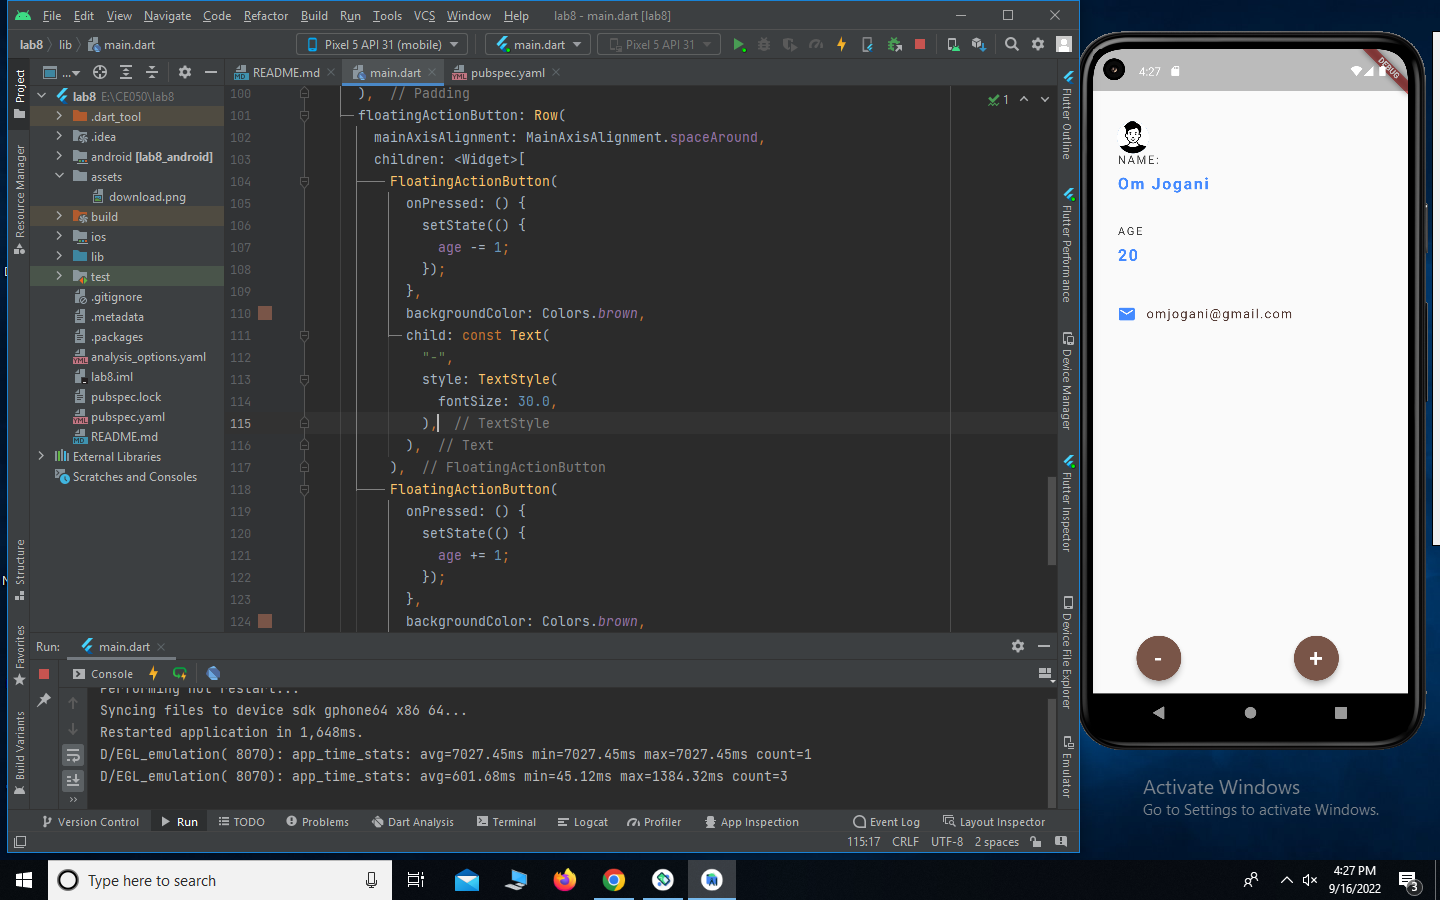 File Edit View Navigate Code Refactor Build Run Tools VCS Window Help lab8 - main.dart [lab8]
lab8 lib main.dart Pixel 5 API 31 (mobile) main.dart Pixel 5 API 31
Project
Resource Manager
Structure
Favorites
Build Variants
... lab8 E:\CE050\lab8
.dart_tool
.idea
android [lab8_android]
assets
download.png
build
ios
lib
test
.gitignore
.metadata
.packages
analysis_options.yaml
lab8.iml
pubspec.lock
pubspec.yaml
README.md
External Libraries
Scratches and Consoles
README.md main.dart pubspec.yaml
1
100 ), // Padding
101 floatingActionButton: Row(
102 mainAxisAlignment: MainAxisAlignment.spaceAround,
103 children: <Widget>[
104 FloatingActionButton(
105 onPressed: () {
106 setState(() {
107 age -= 1;
108 });
109 },
110 backgroundColor: Colors.brown,
111 child: const Text(
112 "-",
113 style: TextStyle(
114 fontSize: 30.0,
115 ), // TextStyle
116 ), // Text
117 ), // FloatingActionButton
118 FloatingActionButton(
119 onPressed: () {
120 setState(() {
121 age += 1;
122 });
123 },
124 backgroundColor: Colors.brown,
Flutter Outline
Flutter Performance
Device Manager
Flutter Inspector
Device File Explorer
Emulator
Run: main.dart
Console
Performing hot restart...
Syncing files to device sdk gphone64 x86 64...
Restarted application in 1,648ms.
D/EGL_emulation( 8070): app_time_stats: avg=7027.45ms min=7027.45ms max=7027.45ms count=1
D/EGL_emulation( 8070): app_time_stats: avg=601.68ms min=45.12ms max=1384.32ms count=3
Version Control Run TODO Problems Dart Analysis Terminal Logcat Profiler App Inspection Event Log Layout Inspector
115:17 CRLF UTF-8 2 spaces
4:27
DEBUG
NAME:
Om Jogani
AGE
20
omjogani@gmail.com
- +
Activate Windows
Go to Settings to activate Windows.
Type here to search
4:27 PM
9/16/2022
3